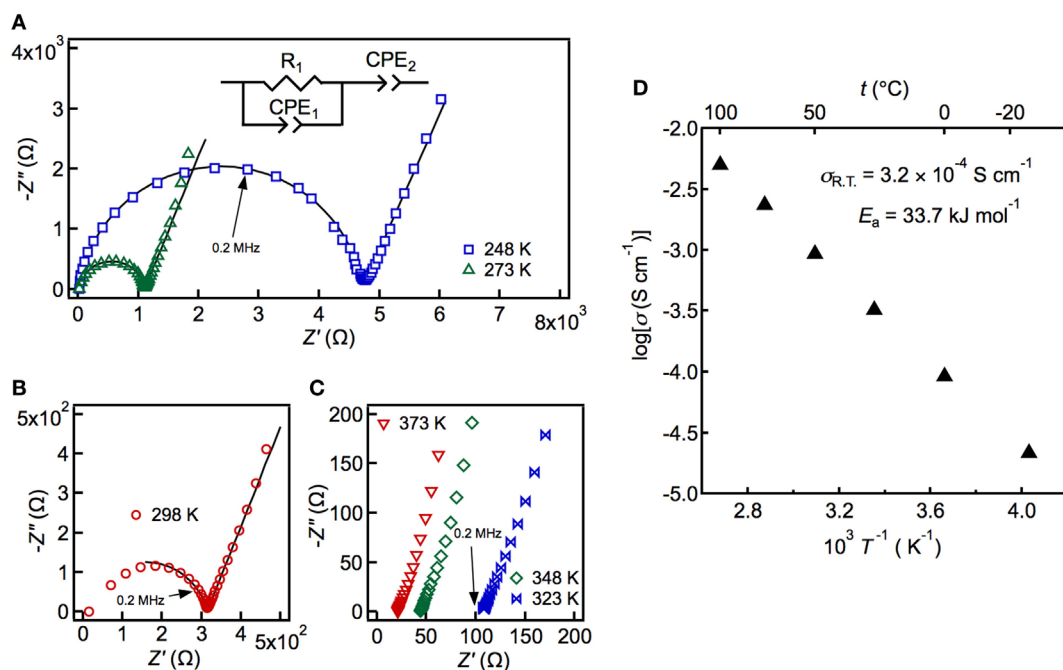 A
4x10³
3
2
1
0
-Z″ (Ω)
R₁
CPE₂
CPE₁
0.2 MHz
248 K
273 K
0 1 2 3 4 5 6 7 8x10³
Z′ (Ω)
B
5x10²
4
3
2
1
0
-Z″ (Ω)
298 K
0.2 MHz
0 1 2 3 4 5x10²
Z′ (Ω)
C
200
150
100
50
0
-Z″ (Ω)
373 K
0.2 MHz
348 K
323 K
0 50 100 150 200
Z′ (Ω)
D
t (°C)
100 50 0 -20
-2.0
-2.5
-3.0
-3.5
-4.0
-4.5
-5.0
log[σ (S cm⁻¹)]
σR.T. = 3.2 × 10⁻⁴ S cm⁻¹
Eₐ = 33.7 kJ mol⁻¹
2.8 3.2 3.6 4.0
10³ T⁻¹ ( K⁻¹)